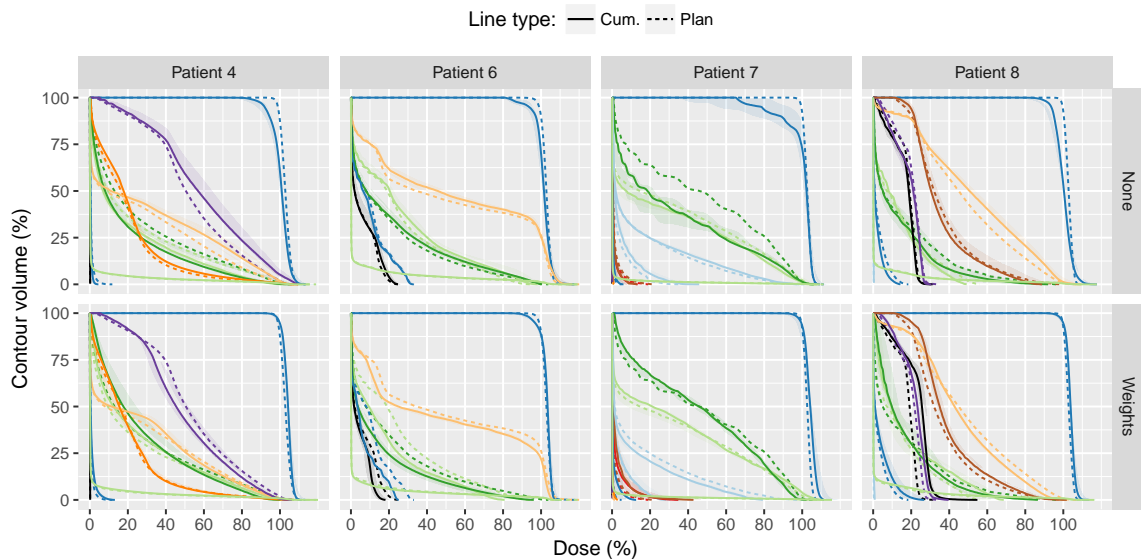 Line type: Cum. Plan
Patient 4 Patient 6 Patient 7 Patient 8
100
75
50
25
0
None
100
75
50
25
0
Weights
Contour volume (%)
0 20 40 60 80 100 0 20 40 60 80 100 0 20 40 60 80 100 0 20 40 60 80 100
Dose (%)